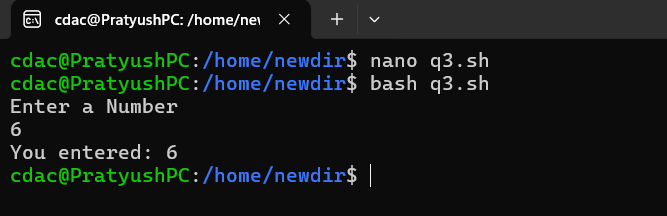 cdac@PratyushPC: /home/new
cdac@PratyushPC:/home/newdir$ nano q3.sh
cdac@PratyushPC:/home/newdir$ bash q3.sh
Enter a Number
6
You entered: 6
cdac@PratyushPC:/home/newdir$